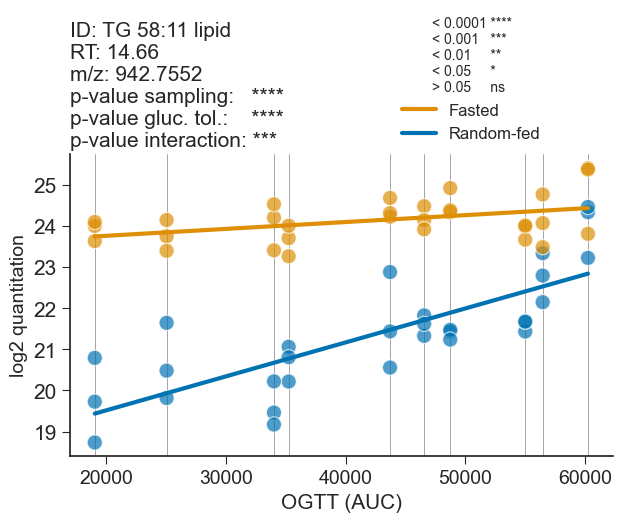 ID: TG 58:11 lipid
RT: 14.66
m/z: 942.7552
p-value sampling: ****
p-value gluc. tol.: ****
p-value interaction: ***
< 0.0001 ****
< 0.001 ***
< 0.01 **
< 0.05 *
> 0.05 ns
Fasted
Random-fed
25
24
23
22
21
20
19
log2 quantitation
20000 30000 40000 50000 60000
OGTT (AUC)